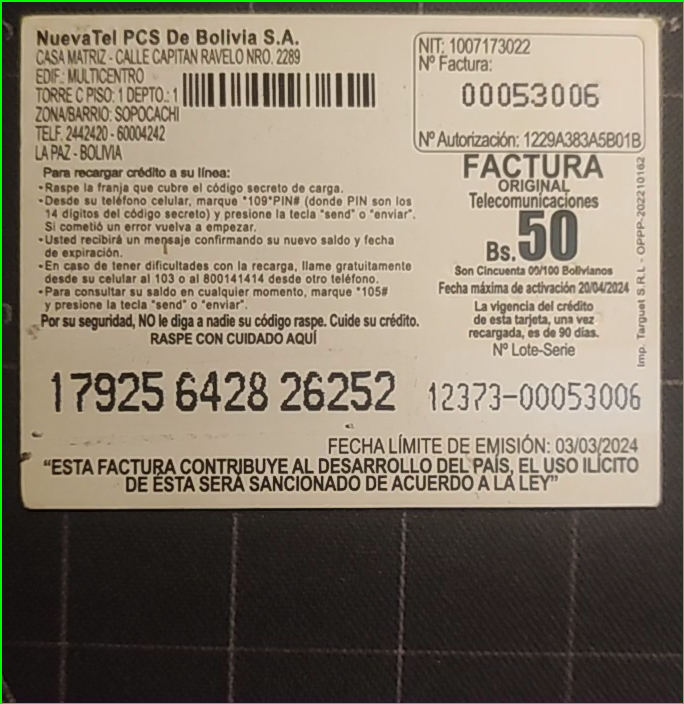 NuevaTel PCS De Bolivia S.A.
CASA MATRIZ - CALLE CAPITAN RAVELO NRO. 2289
EDIF.: MULTICENTRO
TORRE C PISO: 1 DEPTO.: 1
ZONA/BARRIO: SOPOCACHI
TELF. 2442420 - 60004242
LA PAZ - BOLIVIA
NIT: 1007173022
Nº Factura:
00053006
Nº Autorización: 1229A383A5B01B
Para recargar crédito a su línea:
•Raspe la franja que cubre el código secreto de carga.
•Desde su teléfono celular, marque *109*PIN# (donde PIN son los
14 dígitos del código secreto) y presione la tecla "send" o "enviar".
Si cometió un error vuelva a empezar.
•Usted recibirá un mensaje confirmando su nuevo saldo y fecha
de expiración.
•En caso de tener dificultades con la recarga, llame gratuitamente
desde su celular al 103 o al 800141414 desde otro teléfono.
•Para consultar su saldo en cualquier momento, marque *105#
y presione la tecla "send" o "enviar".
Por su seguridad, NO le diga a nadie su código raspe. Cuide su crédito.
RASPE CON CUIDADO AQUÍ
FACTURA
ORIGINAL
Telecomunicaciones
Bs. 50
Son Cincuenta 00/100 Bolivianos
Fecha máxima de activación 20/04/2024
La vigencia del crédito
de esta tarjeta, una vez
recargada, es de 90 días.
Nº Lote-Serie
Imp. Targuet S.R.L - OPPP-202210162
17925 6428 26252
12373-00053006
FECHA LÍMITE DE EMISIÓN: 03/03/2024
“ESTA FACTURA CONTRIBUYE AL DESARROLLO DEL PAÍS, EL USO ILÍCITO
DE ÉSTA SERÁ SANCIONADO DE ACUERDO A LA LEY”